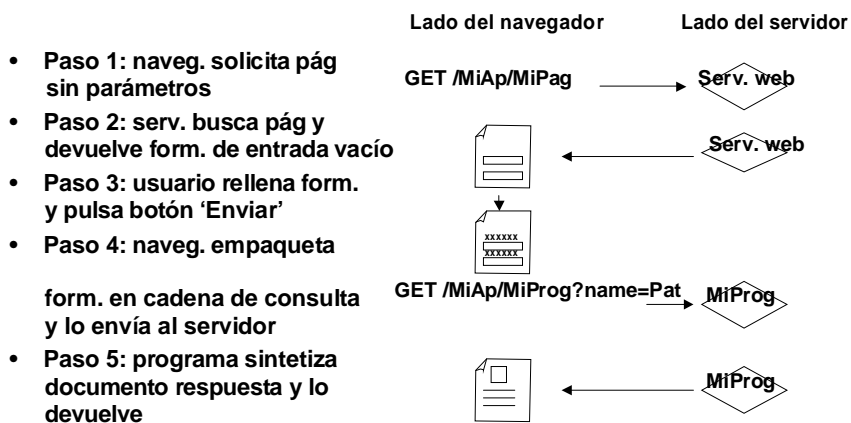 Lado del navegador
Lado del servidor
• Paso 1: naveg. solicita pág
sin parámetros
GET /MiAp/MiPag
Serv. web
• Paso 2: serv. busca pág y
devuelve form. de entrada vacío
Serv. web
• Paso 3: usuario rellena form.
y pulsa botón ‘Enviar’
• Paso 4: naveg. empaqueta
xxxxxx
xxxxxx
form. en cadena de consulta
y lo envía al servidor
GET /MiAp/MiProg?name=Pat
MiProg
• Paso 5: programa sintetiza
documento respuesta y lo
devuelve
MiProg